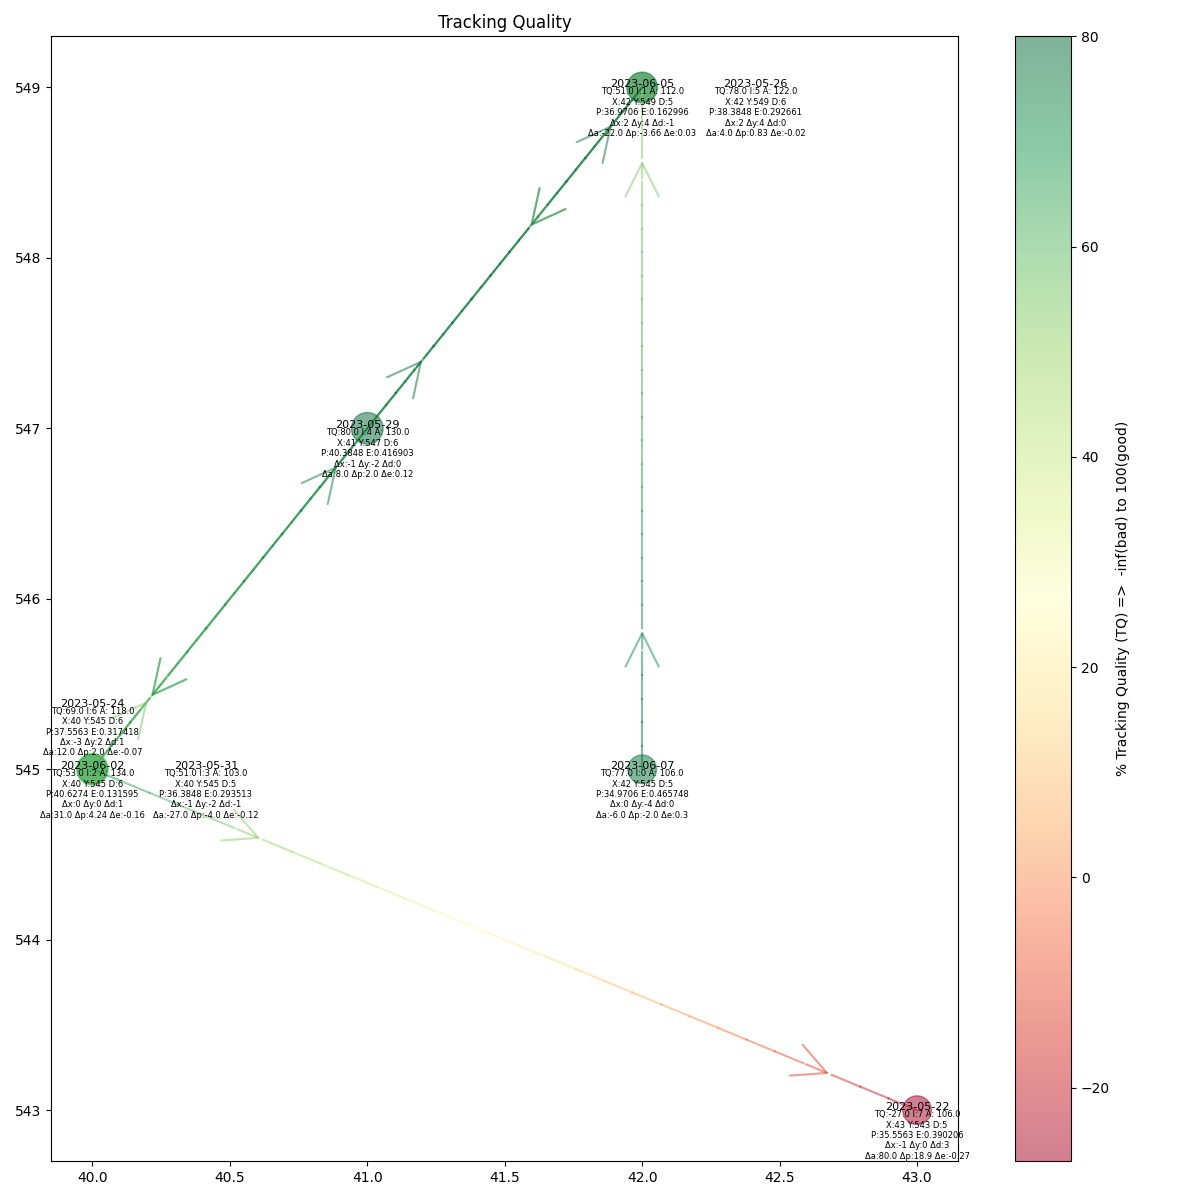 Tracking Quality
549
548
547
546
545
544
543
40.0
40.5
41.0
41.5
42.0
42.5
43.0
2023-06-05
TQ:51.0 I:1 A: 112.0
X:42 Y:549 D:5
P:36.9706 E:0.162996
Δx:2 Δy:4 Δd:-1
Δa:-22.0 Δp:-3.66 Δe:0.03
2023-05-26
TQ:78.0 I:5 A: 122.0
X:42 Y:549 D:6
P:38.3848 E:0.292661
Δx:2 Δy:4 Δd:0
Δa:4.0 Δp:0.83 Δe:-0.02
2023-05-29
TQ:80.0 I:4 A: 130.0
X:41 Y:547 D:6
P:40.3848 E:0.416903
Δx:-1 Δy:-2 Δd:0
Δa:8.0 Δp:2.0 Δe:0.12
2023-05-24
TQ:69.0 I:6 A: 118.0
X:40 Y:545 D:6
P:37.5563 E:0.317418
Δx:-3 Δy:2 Δd:1
Δa:12.0 Δp:2.0 Δe:-0.07
2023-06-02
TQ:53.0 I:2 A: 134.0
X:40 Y:545 D:6
P:40.6274 E:0.131595
Δx:0 Δy:0 Δd:1
Δa:31.0 Δp:4.24 Δe:-0.16
2023-05-31
TQ:51.0 I:3 A: 103.0
X:40 Y:545 D:5
P:36.3848 E:0.293513
Δx:-1 Δy:-2 Δd:-1
Δa:-27.0 Δp:-4.0 Δe:-0.12
2023-06-07
TQ:77.0 I:0 A: 106.0
X:42 Y:545 D:5
P:34.9706 E:0.465748
Δx:0 Δy:-4 Δd:0
Δa:-6.0 Δp:-2.0 Δe:0.3
2023-05-22
TQ:-27.0 I:7 A: 106.0
X:43 Y:543 D:5
P:35.5563 E:0.390206
Δx:-1 Δy:0 Δd:3
Δa:80.0 Δp:18.9 Δe:-0.27
80
60
40
20
0
−20
% Tracking Quality (TQ) => -inf(bad) to 100(good)